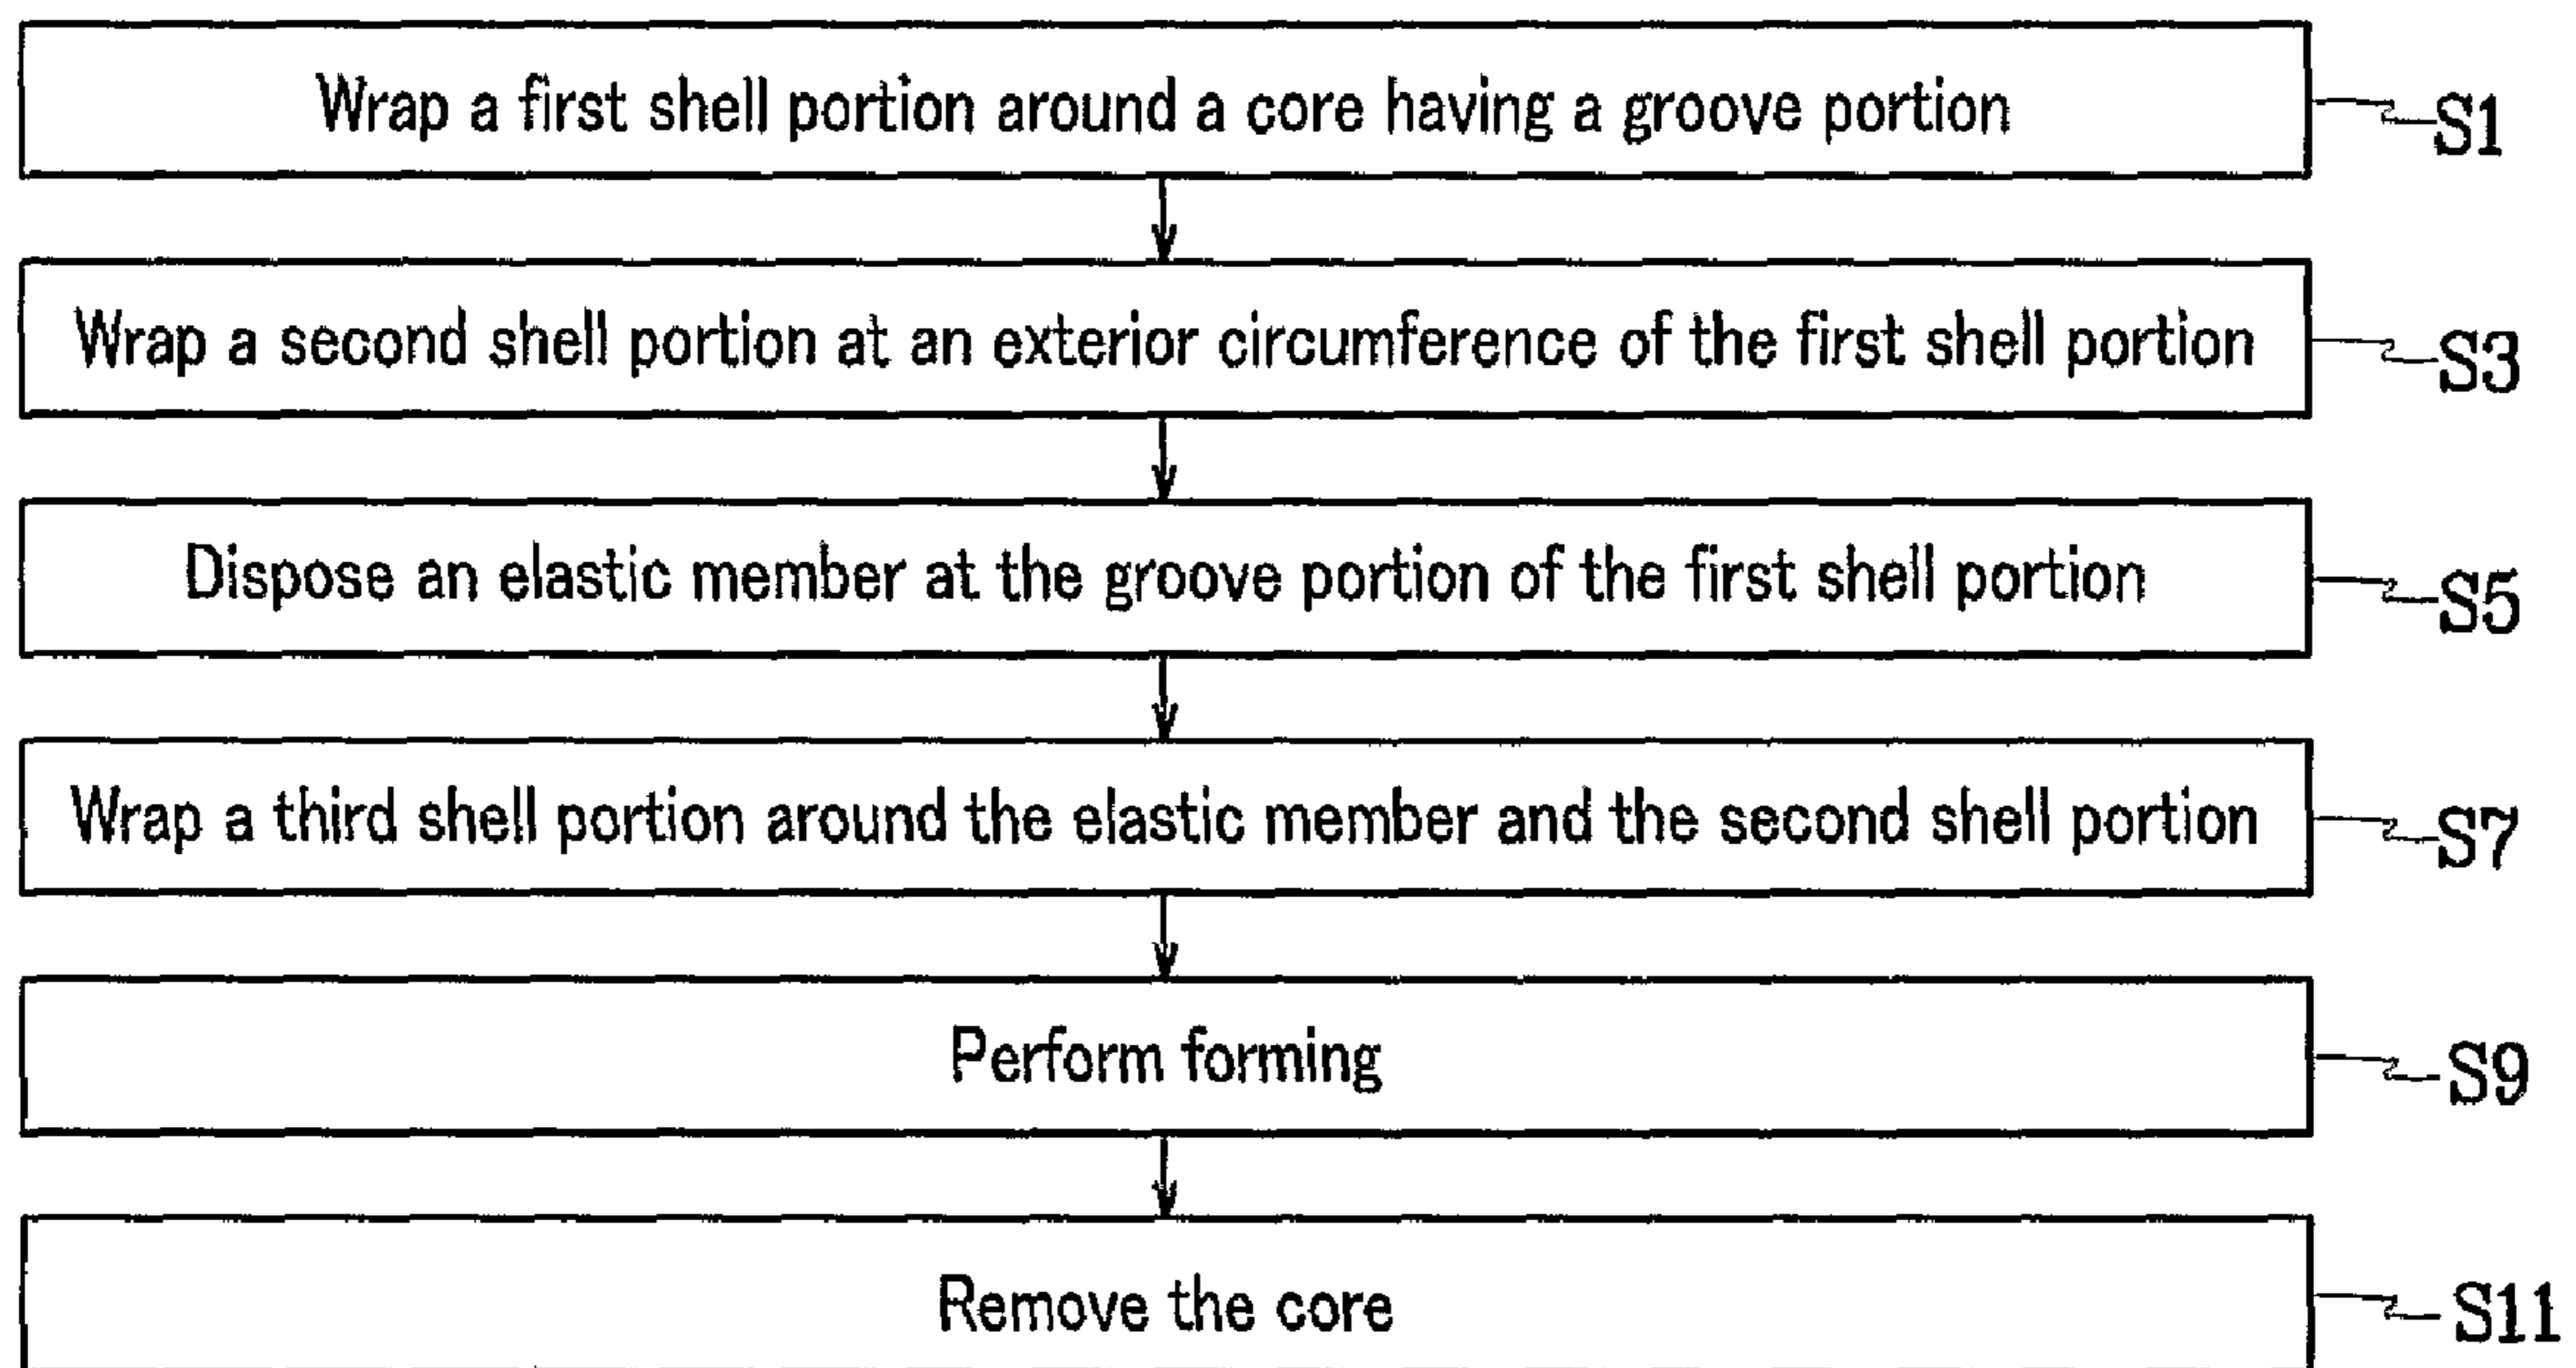 Wrap a first shell portion around a core having a groove portion S1
Wrap a second shell portion at an exterior circumference of the first shell portion S3
Dispose an elastic member at the groove portion of the first shell portion S5
Wrap a third shell portion around the elastic member and the second shell portion S7
Perform forming S9
Remove the core S11